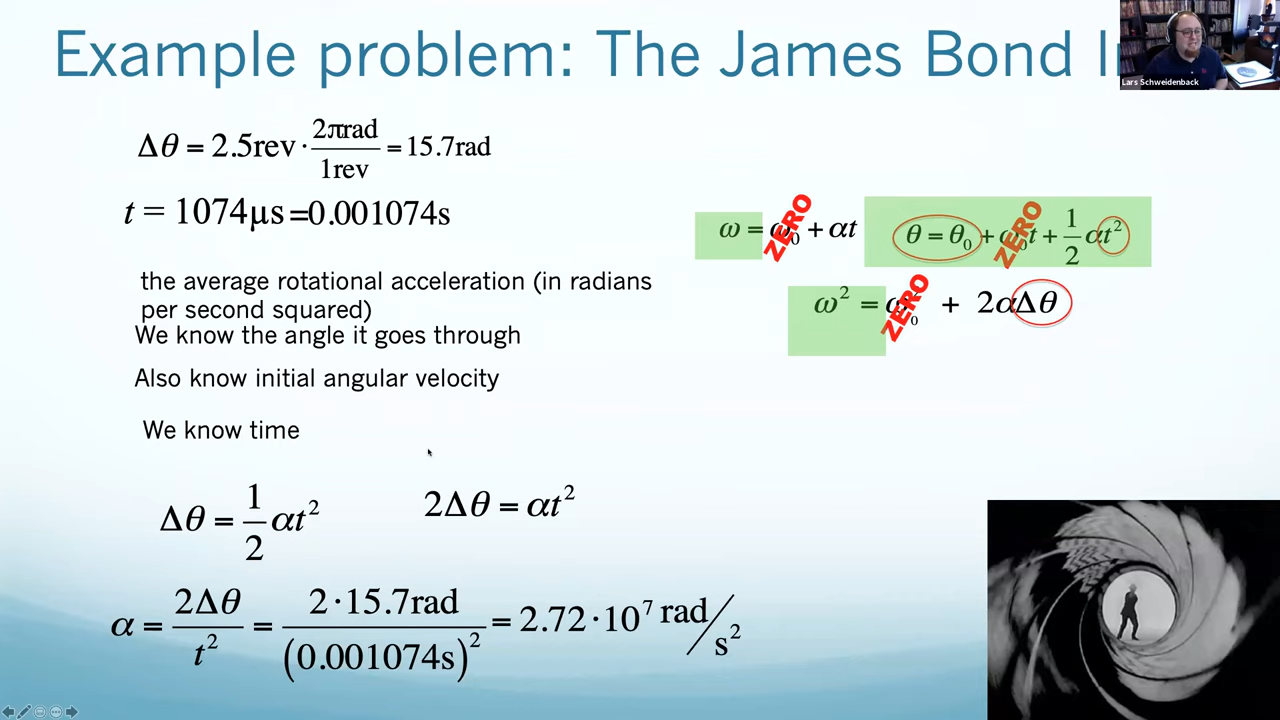 Example problem: The James Bond
Lars Schweidenback
Δθ = 2.5rev · 2πrad/1rev = 15.7rad
t = 1074μs=0.001074s
ω = ω₀ + αt
ZERO
θ = θ₀ + ω₀t + 1/2 αt²
ZERO
ω² = ω₀ + 2αΔθ
ZERO
the average rotational acceleration (in radians
per second squared)
We know the angle it goes through
Also know initial angular velocity
We know time
Δθ = 1/2 αt²
2Δθ = αt²
α = 2Δθ/t² = 2·15.7rad/(0.001074s)² = 2.72·10⁷ rad/s²